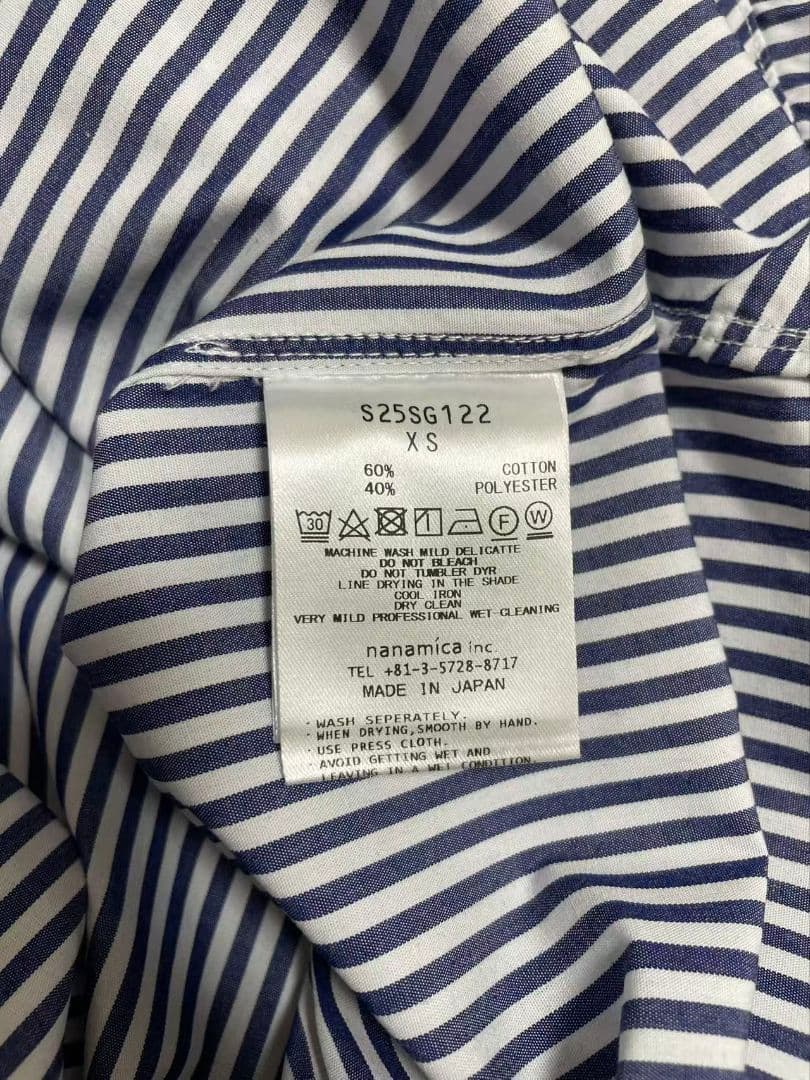 S25SG122
XS
60% COTTON
40% POLYESTER
30 F W
MACHINE WASH MILD DELICATTE
DO NOT BLEACH
DO NOT TUMBLER DYR
LINE DRYING IN THE SHADE
COOL IRON
DRY CLEAN
VERY MILD PROFESSIONAL WET CLEANING
nanamica inc.
TEL +81-3-5728-8717
MADE IN JAPAN
· WASH SEPERATELY.
· WHEN DRYING,SMOOTH BY HAND.
· USE PRESS CLOTH.
· AVOID GETTING WET AND
LEAVING IN A WET CONDITION